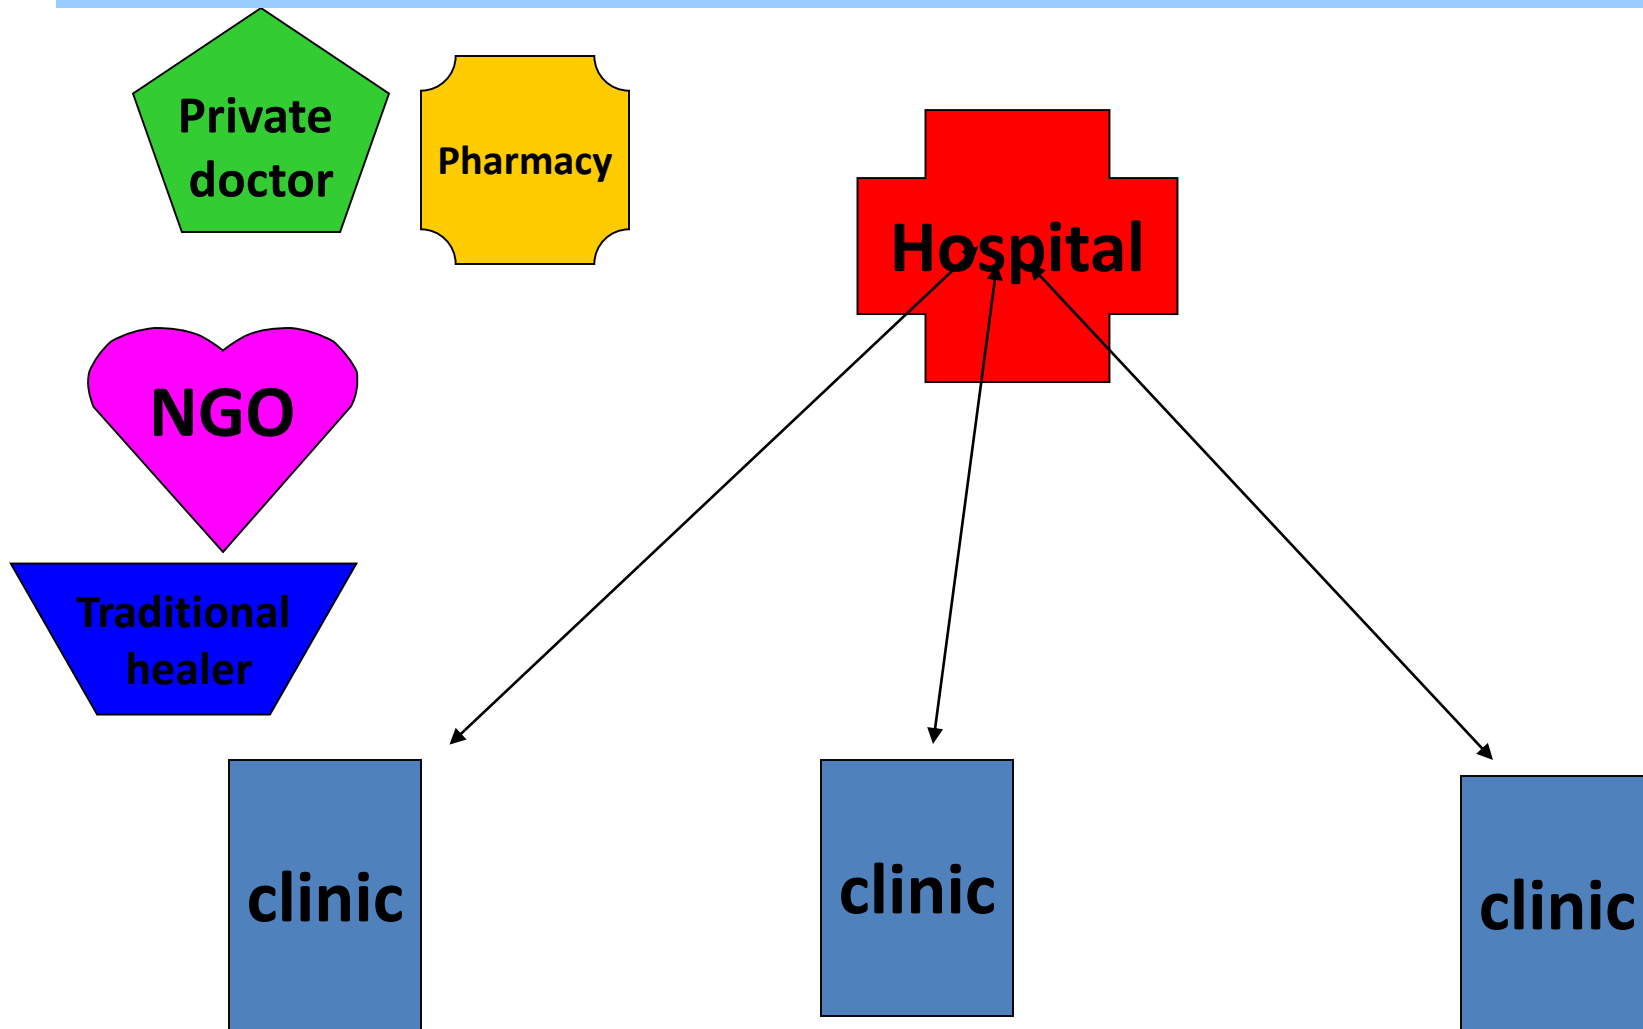 Private
doctor
Pharmacy
Hospital
NGO
Traditional
healer
clinic
clinic
clinic